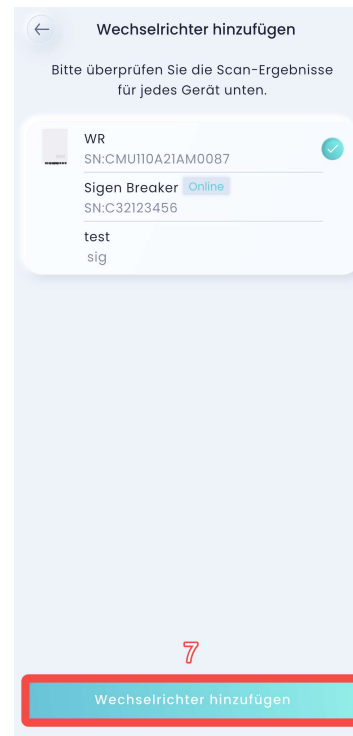 Wechselrichter hinzufügen
Bitte überprüfen Sie die Scan-Ergebnisse
für jedes Gerät unten.
WR
SN:CMU110A21AM0087
Sigen Breaker Online
SN:C32123456
test
sig
7
Wechselrichter hinzufügen